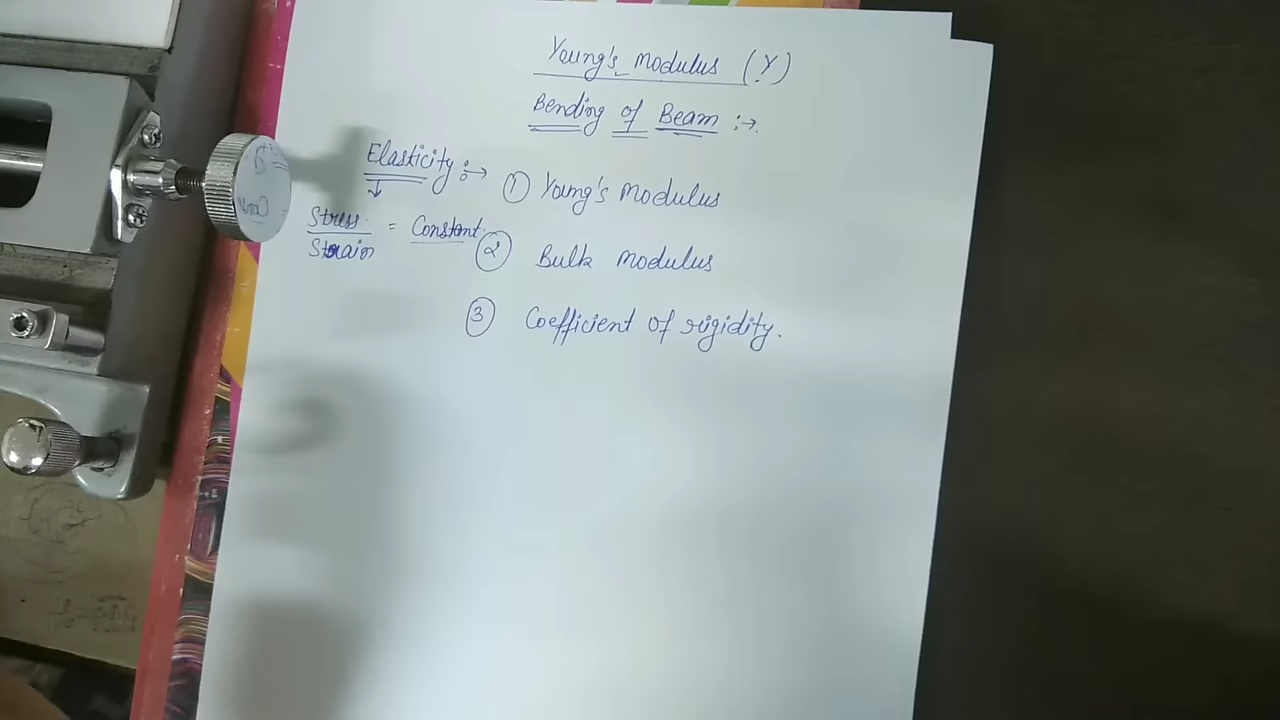 Young's modulus (Y)
Bending of Beam :→.
Elasticity :→ ① Young's Modulus
↓
Stress / Strain = Constant.
② Bulk modulus
③ Coefficient of rigidity.